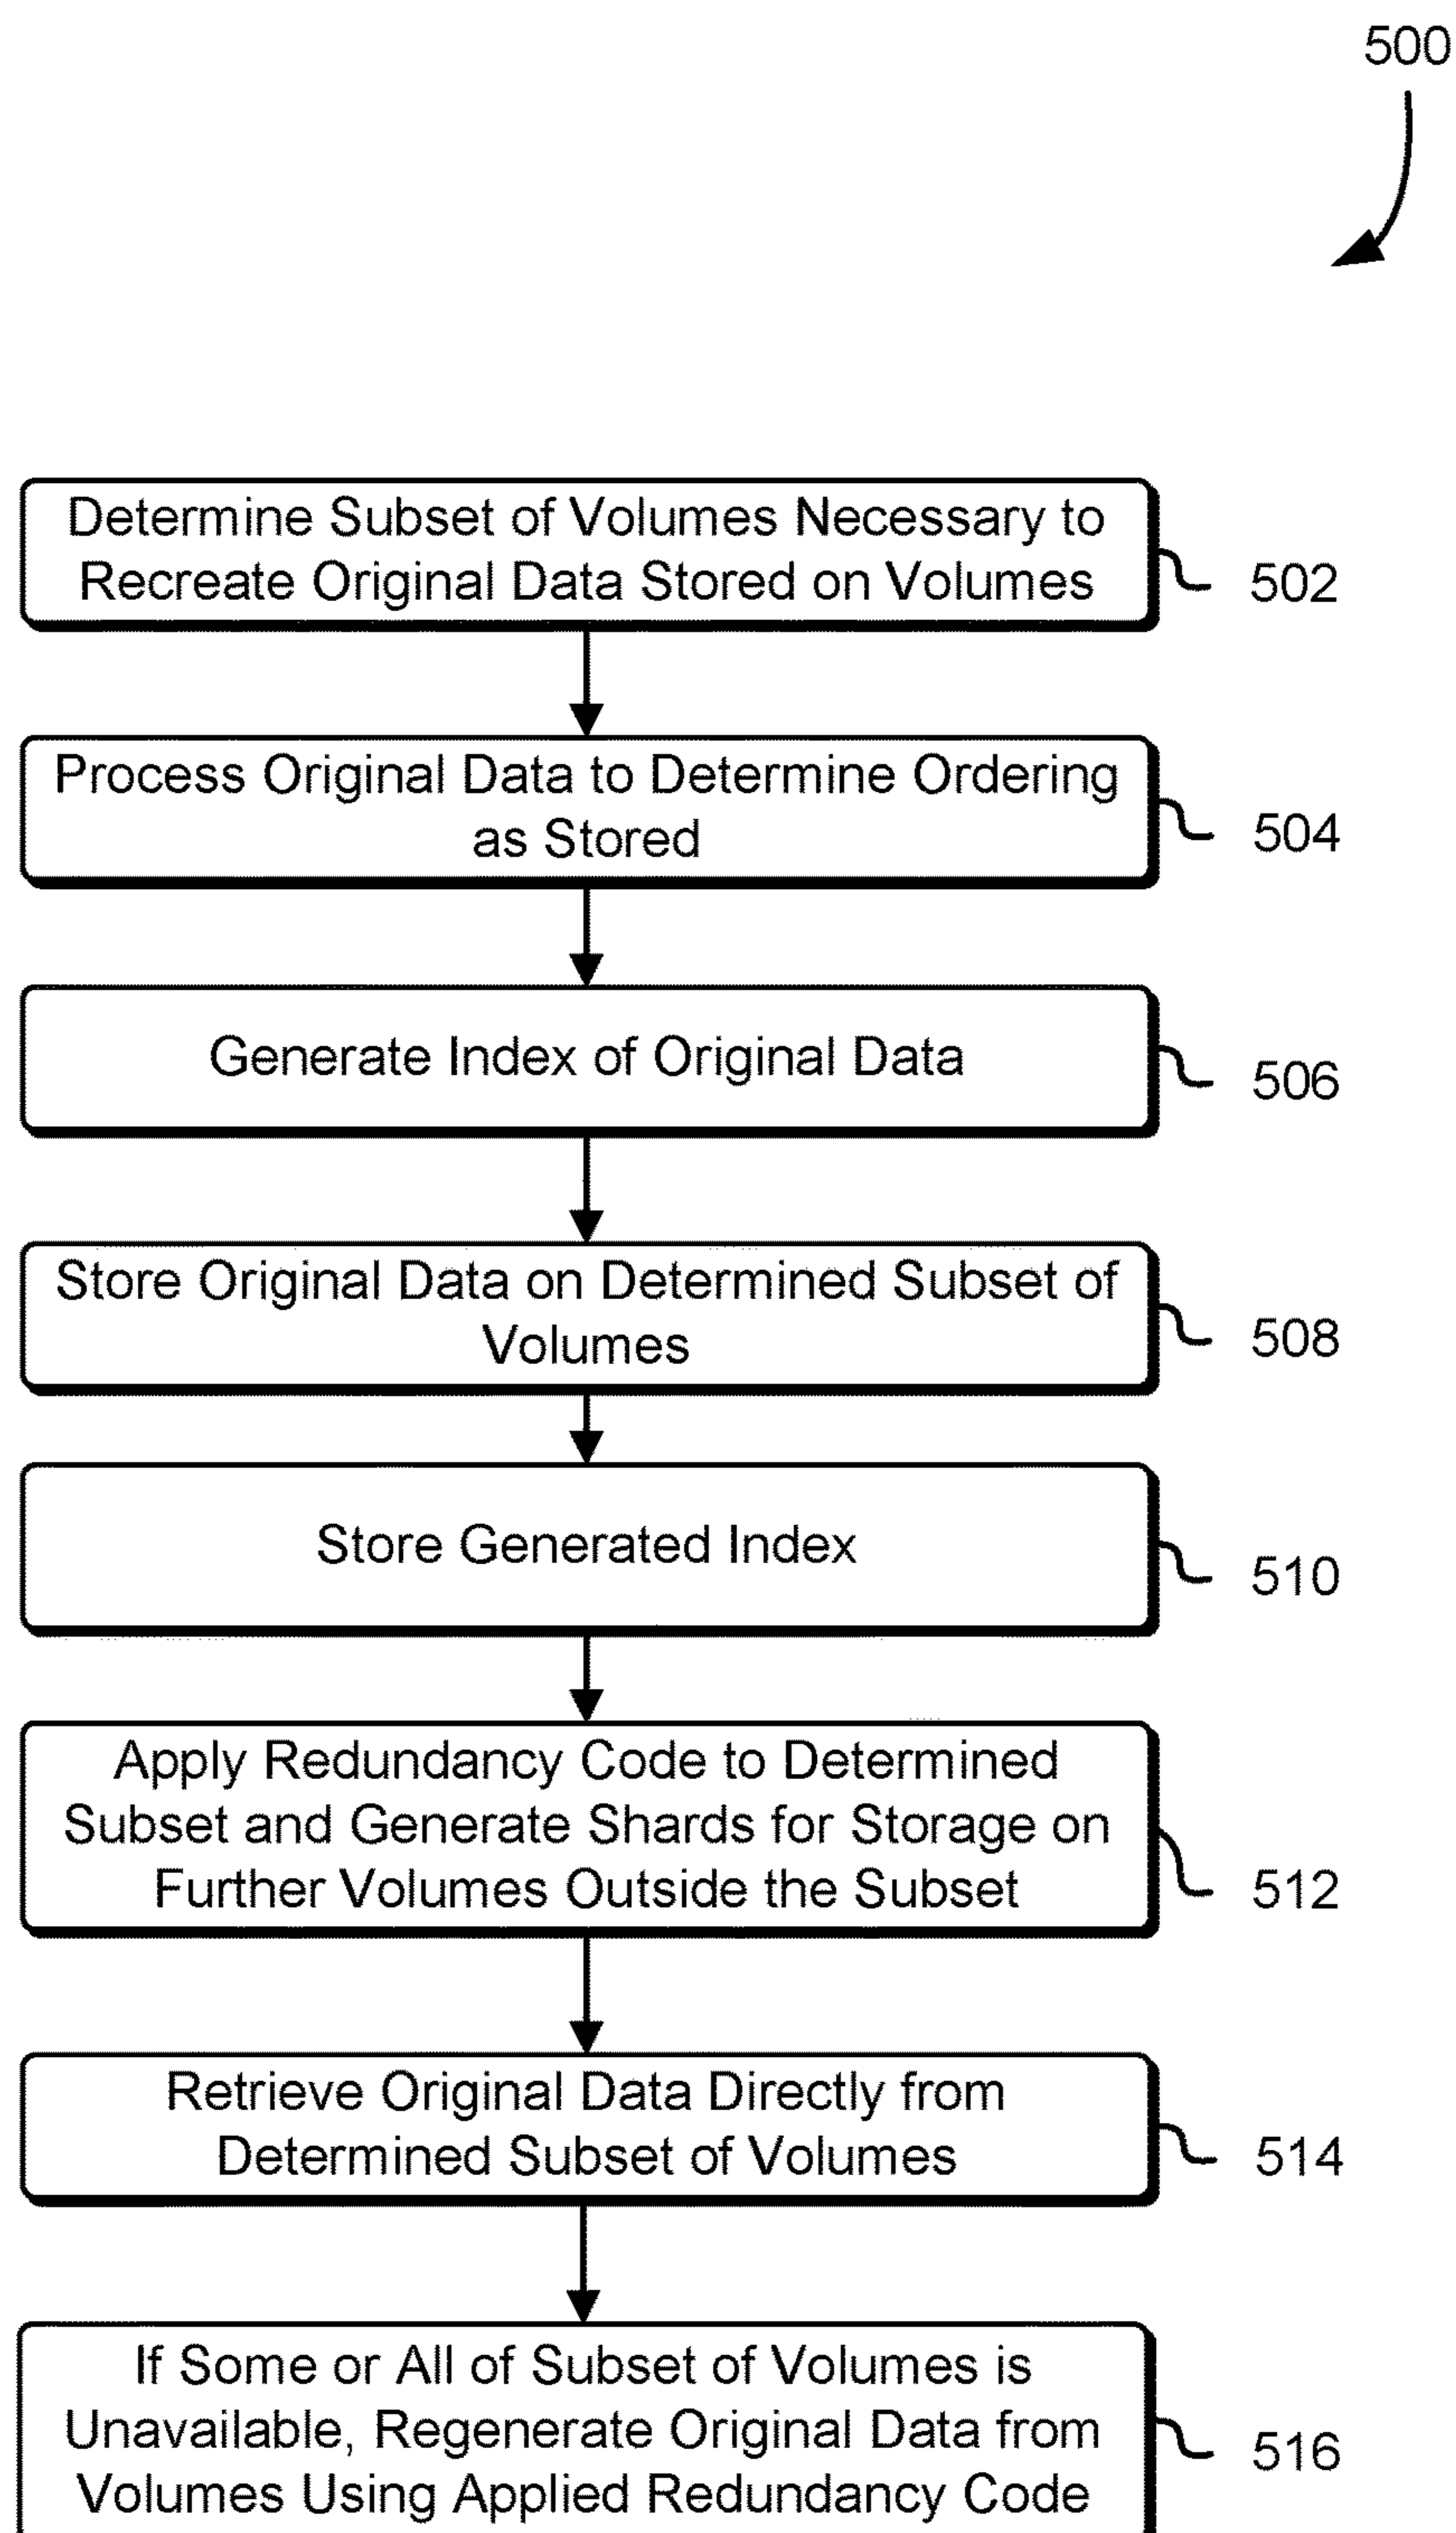 500
Determine Subset of Volumes Necessary to
Recreate Original Data Stored on Volumes
502
Process Original Data to Determine Ordering
as Stored
504
Generate Index of Original Data
506
Store Original Data on Determined Subset of
Volumes
508
Store Generated Index
510
Apply Redundancy Code to Determined
Subset and Generate Shards for Storage on
Further Volumes Outside the Subset
512
Retrieve Original Data Directly from
Determined Subset of Volumes
514
If Some or All of Subset of Volumes is
Unavailable, Regenerate Original Data from
Volumes Using Applied Redundancy Code
516